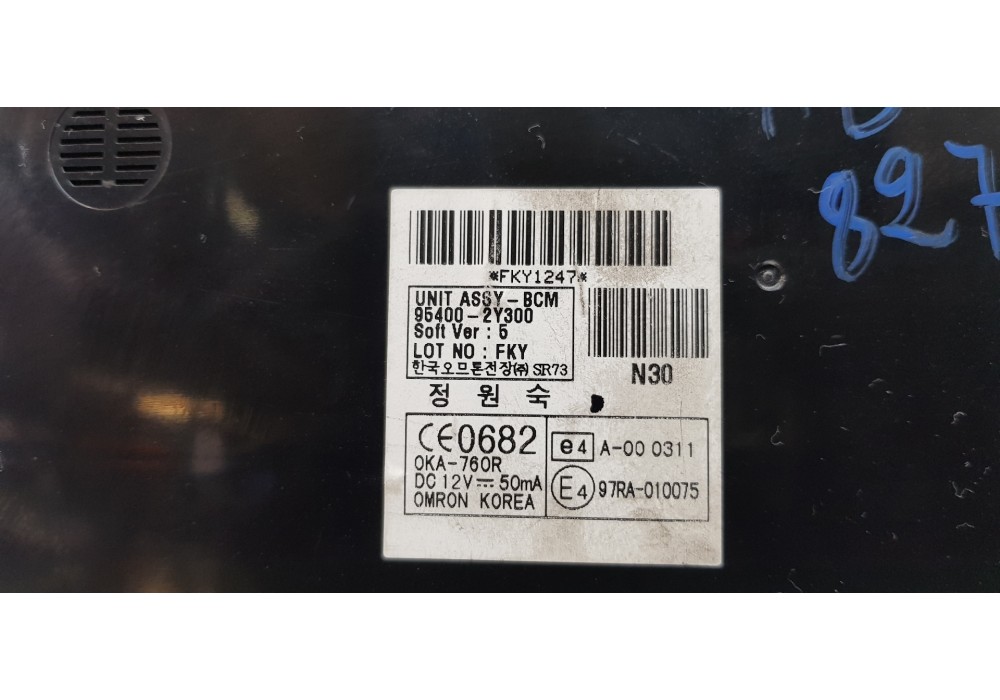 827
*FKY1247*
UNIT ASSY-BCM
95400-2Y300
Soft Ver : 5
LOT NO : FKY
한국오므론전장(주) SR73
N30
정 원 숙
CE0682
OKA-760R
DC 12V⎓50mA
OMRON KOREA
e4 A-00 0311
E4 97RA-010075